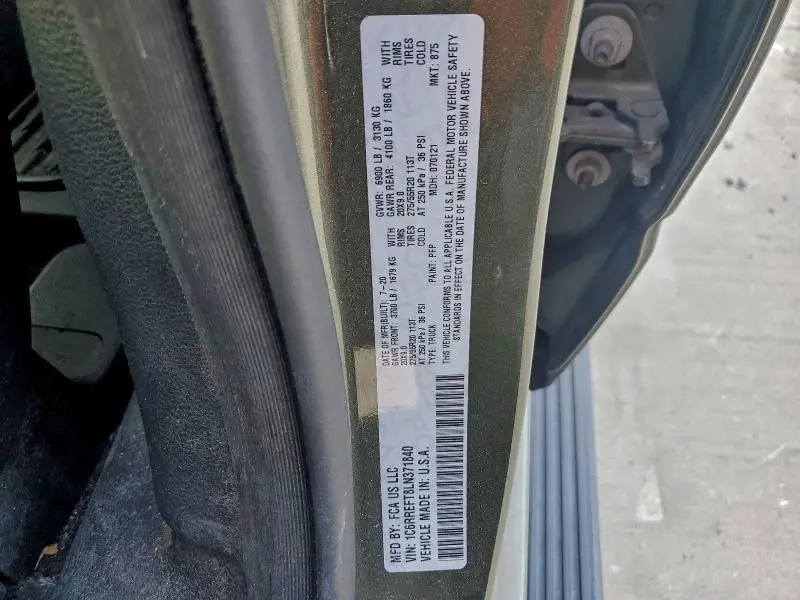 MFD BY: FCA US LLC
DATE OF MFR(BUILT): 7-20 GVWR: 6900 LB / 3130 KG
GAWR FRONT: 3700 LB / 1679 KG WITH GAWR REAR: 4100 LB / 1860 KG WITH
20X9.0 RIMS 20X9.0 RIMS
275/55R20 113T TIRES 275/55R20 113T TIRES
AT 250 kPa / 36 PSI COLD AT 250 kPa / 36 PSI COLD
TYPE: TRUCK PAINT: PFP MDH: 070121 MKT: 875
THIS VEHICLE CONFORMS TO ALL APPLICABLE U.S.A. FEDERAL MOTOR VEHICLE SAFETY
STANDARDS IN EFFECT ON THE DATE OF MANUFACTURE SHOWN ABOVE.
VIN: 1C6RREFT8LN371840
VEHICLE MADE IN: U.S.A.